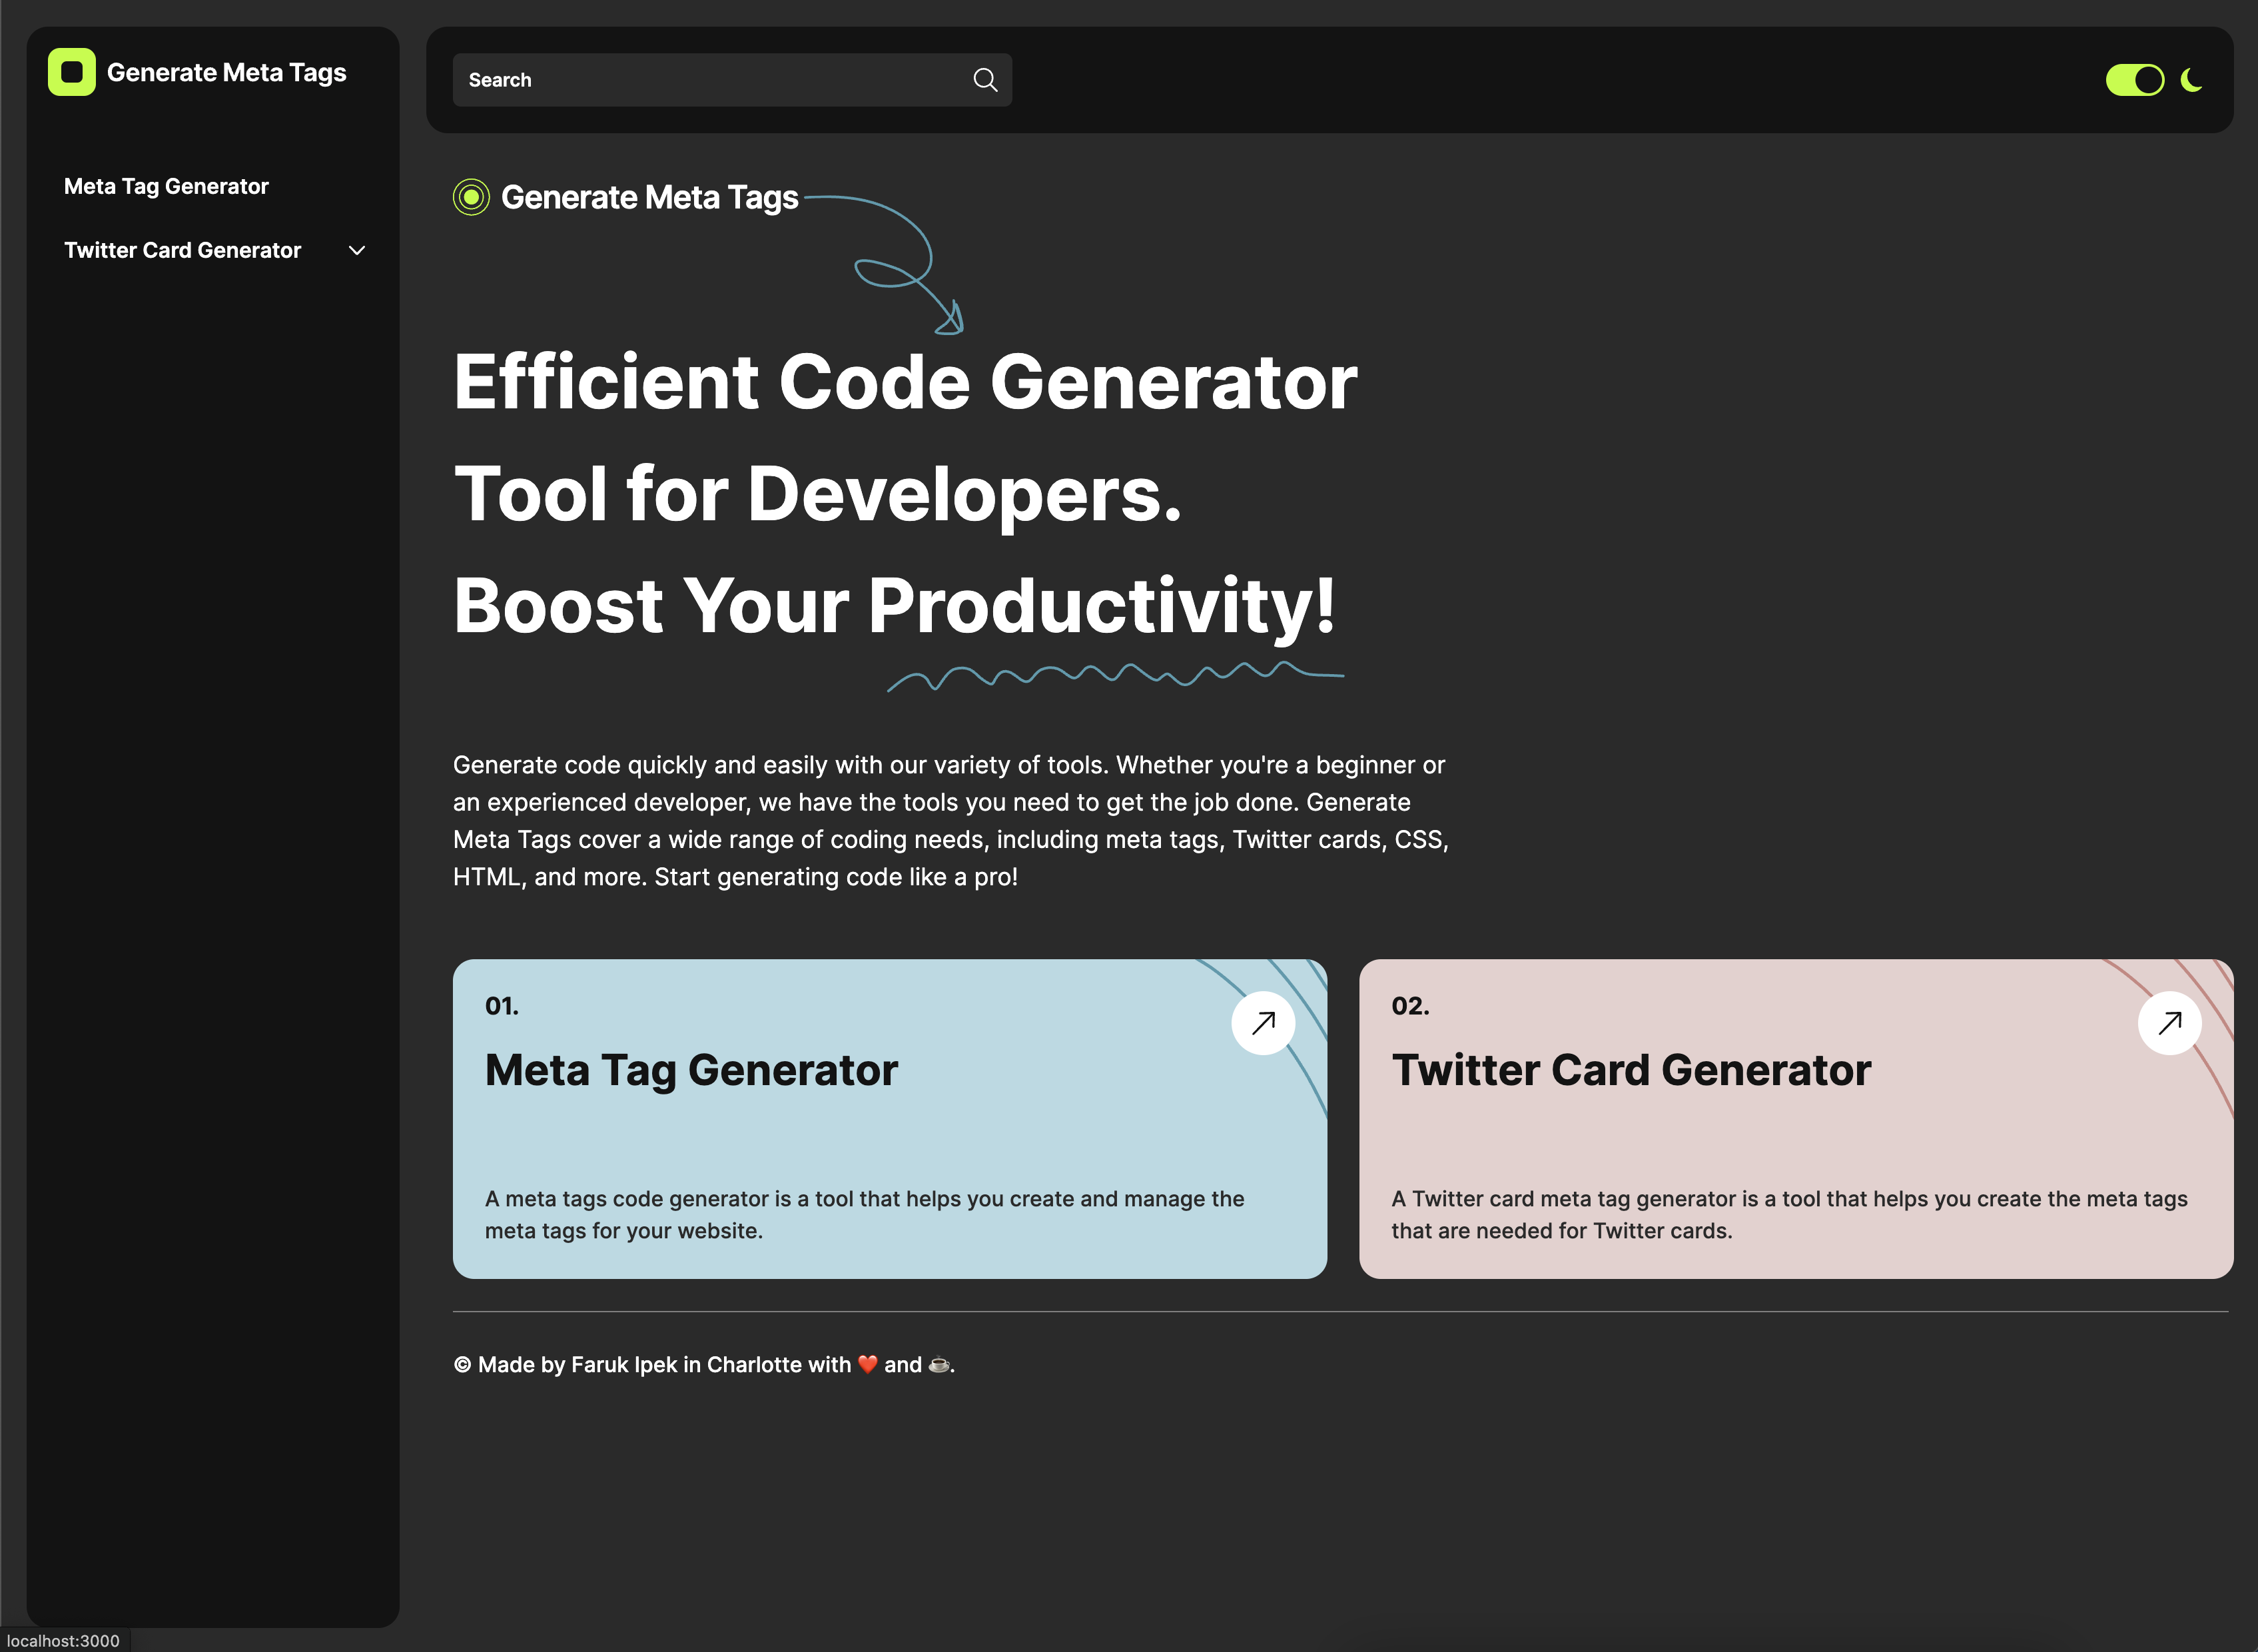 Generate Meta Tags
Meta Tag Generator
Twitter Card Generator
Search
Generate Meta Tags
Efficient Code Generator
Tool for Developers.
Boost Your Productivity!
Generate code quickly and easily with our variety of tools. Whether you're a beginner or
an experienced developer, we have the tools you need to get the job done. Generate
Meta Tags cover a wide range of coding needs, including meta tags, Twitter cards, CSS,
HTML, and more. Start generating code like a pro!
01.
Meta Tag Generator
A meta tags code generator is a tool that helps you create and manage the
meta tags for your website.
02.
Twitter Card Generator
A Twitter card meta tag generator is a tool that helps you create the meta tags
that are needed for Twitter cards.
© Made by Faruk Ipek in Charlotte with ❤️ and ☕.
localhost:3000